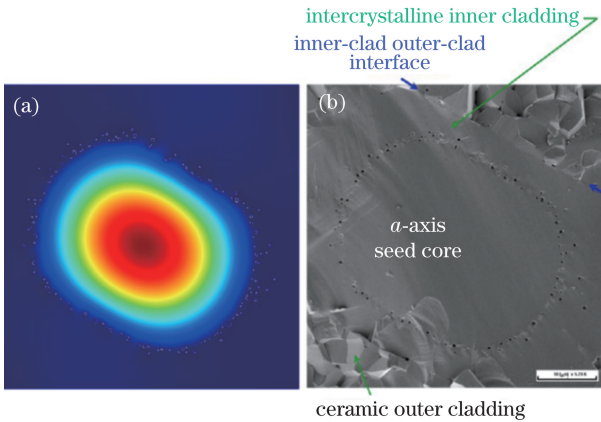 intercrystalline inner cladding
inner-clad outer-clad
interface
(a)
(b)
a-axis
seed core
ceramic outer cladding